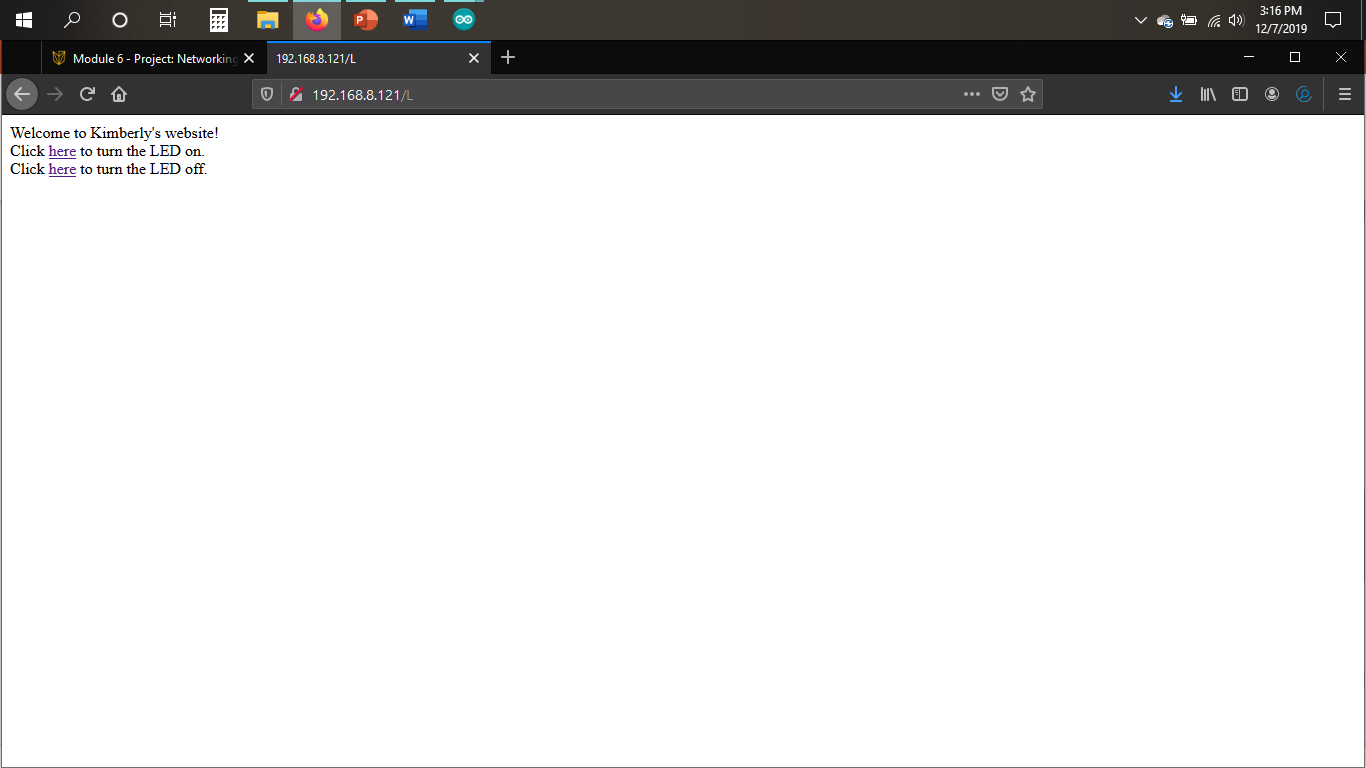 3:16 PM
12/7/2019
Module 6 - Project: Networking
192.168.8.121/L
192.168.8.121/L
Welcome to Kimberly's website!
Click here to turn the LED on.
Click here to turn the LED off.